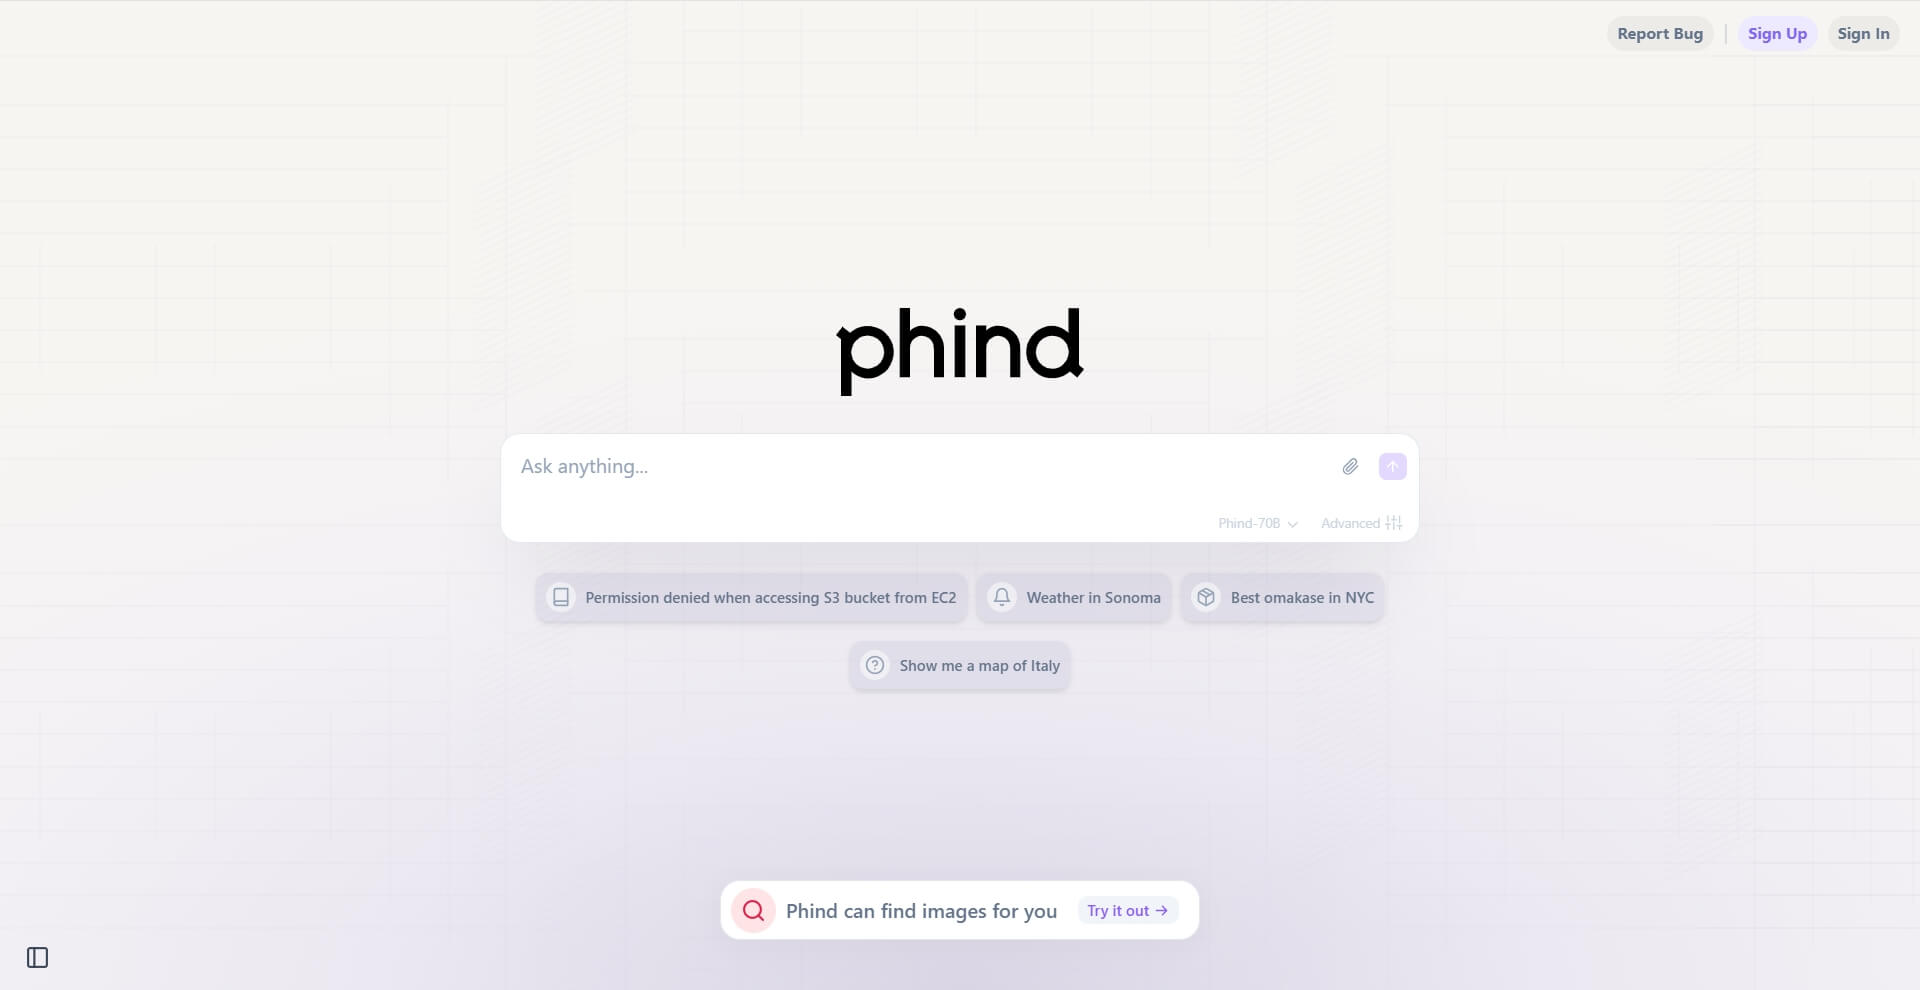 Report Bug | Sign Up Sign In
phind
Ask anything...
Phind-70B Advanced
Permission denied when accessing S3 bucket from EC2 Weather in Sonoma Best omakase in NYC
Show me a map of Italy
Phind can find images for you Try it out →